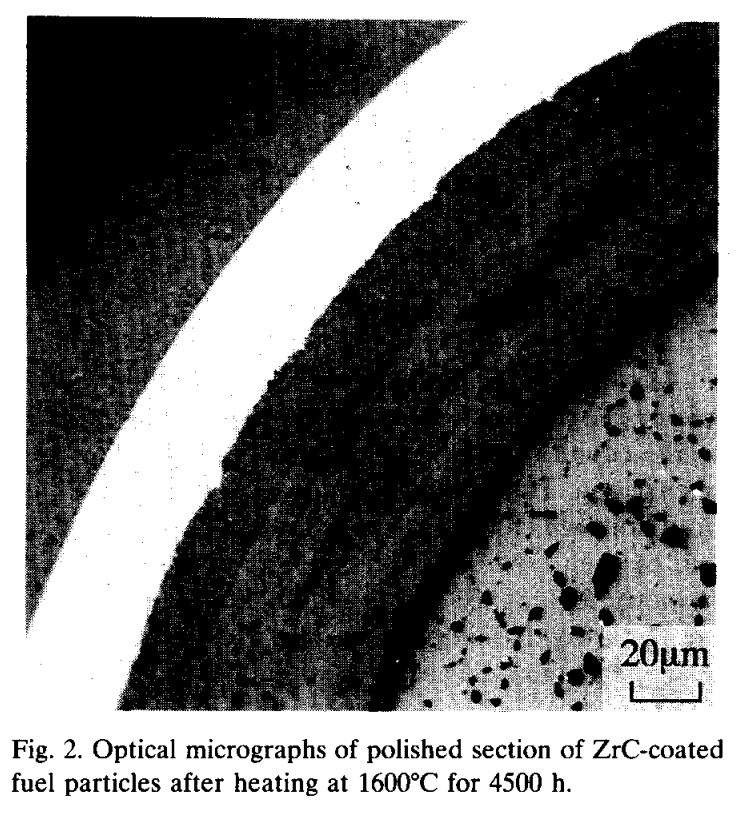 20μm
Fig. 2. Optical micrographs of polished section of ZrC-coated
fuel particles after heating at 1600°C for 4500 h.